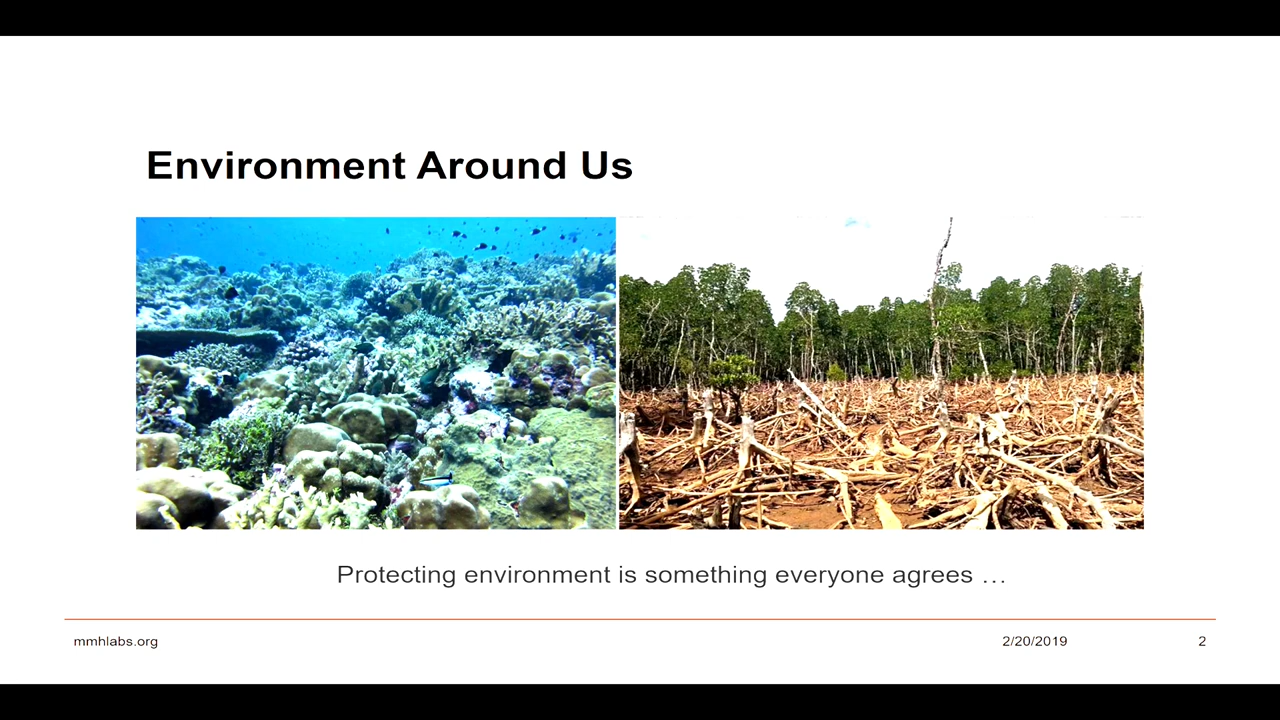 Environment Around Us
Protecting environment is something everyone agrees …
mmhlabs.org
2/20/2019
2